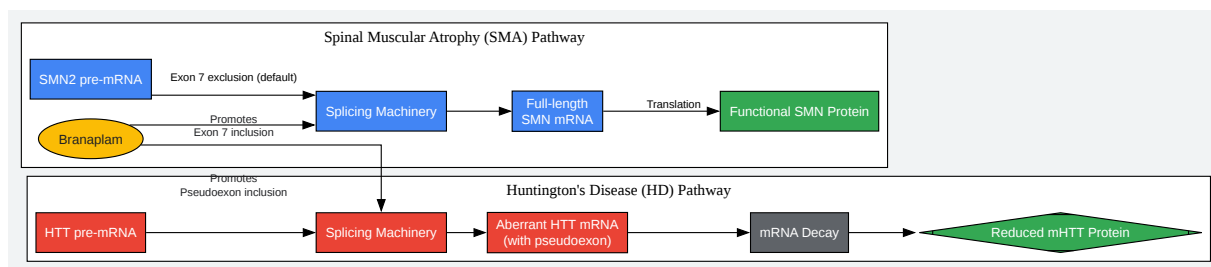 Spinal Muscular Atrophy (SMA) Pathway
SMN2 pre-mRNA
Exon 7 exclusion (default)
Splicing Machinery
Full-length
SMN mRNA
Translation
Functional SMN Protein
Branaplam
Promotes
Exon 7 inclusion
Promotes
Pseudoexon inclusion
Huntington's Disease (HD) Pathway
HTT pre-mRNA
Splicing Machinery
Aberrant HTT mRNA
(with pseudoexon)
mRNA Decay
Reduced mHTT Protein